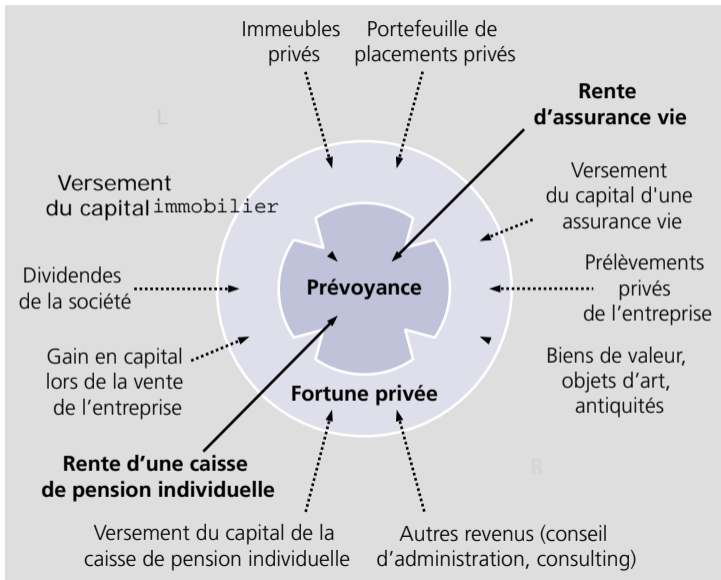 Immeubles
privés
Portefeuille de
placements privés
Rente
d'assurance vie
L
Versement
du capital immobilier
Versement
du capital d'une
assurance vie
Dividendes
de la société
Prévoyance
Prélèvements
privés
de l'entreprise
Gain en capital
lors de la vente
de l'entreprise
Biens de valeur,
objets d'art,
antiquités
Fortune privée
Rente d'une caisse
de pension individuelle
R
Versement du capital de la
caisse de pension individuelle
Autres revenus (conseil
d'administration, consulting)